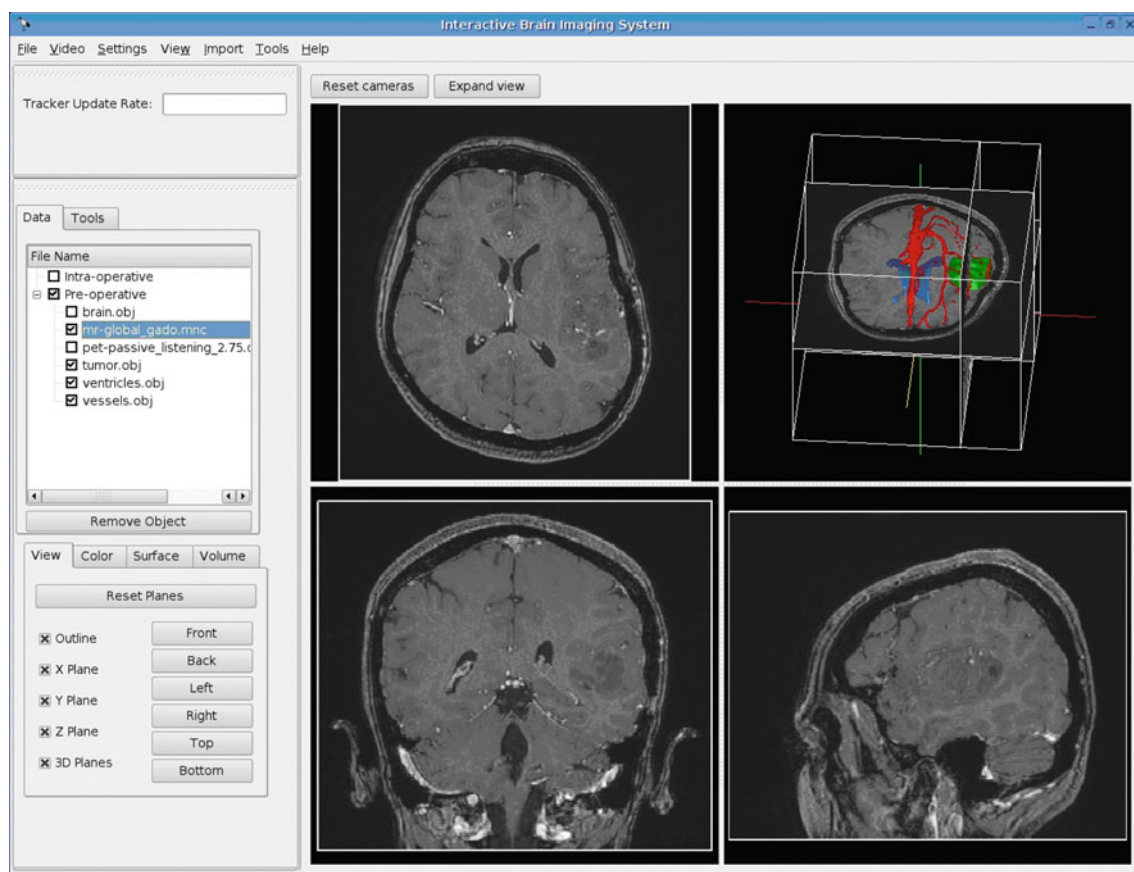 Interactive Brain Imaging System
File Video Settings View Import Tools Help
Tracker Update Rate:
Reset cameras Expand view
Data Tools
File Name
Intra-operative
Pre-operative
brain.obj
mr-global_gado.mnc
pet-passive_listening_2.75.
tumor.obj
ventricles.obj
vessels.obj
Remove Object
View Color Surface Volume
Reset Planes
Outline Front
X Plane Back
Y Plane Left
Z Plane Right
3D Planes Top
Bottom